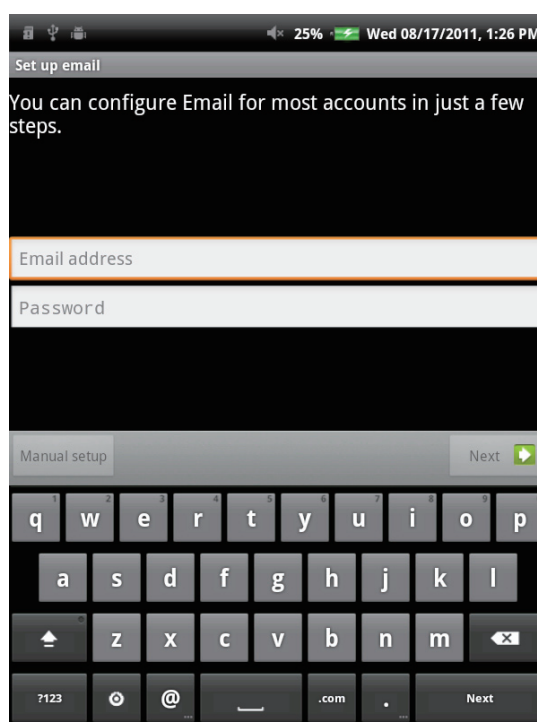 25% Wed 08/17/2011, 1:26 PM
Set up email
You can configure Email for most accounts in just a few
steps.
Email address
Password
Manual setup Next
1 2 3 4 5 6 7 8 9
q w e r t y u i o p
a s d f g h j k l
z x c v b n m
?123 @ ... .com . ... Next